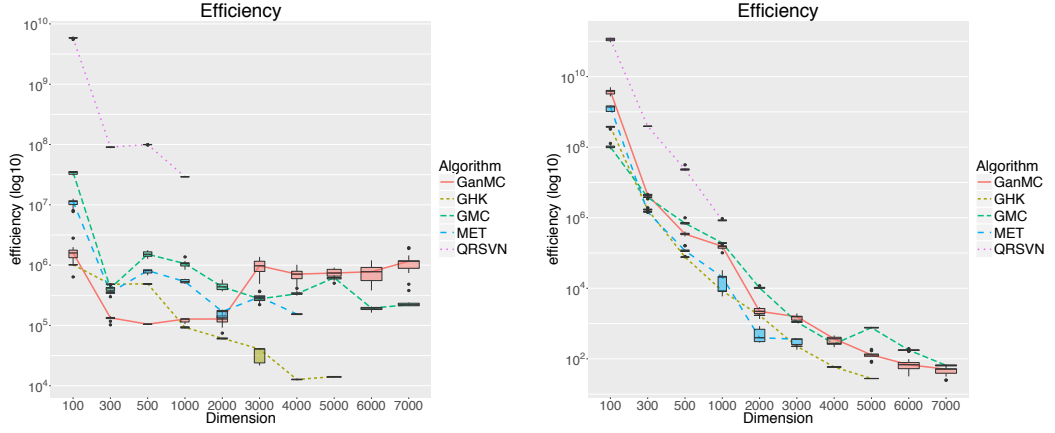 Efficiency
efficiency (log10)
10^10
10^9
10^8
10^7
10^6
10^5
10^4
100 300 500 1000 2000 3000 4000 5000 6000 7000
Dimension
Algorithm
GanMC
GHK
GMC
MET
QRSVN
Efficiency
efficiency (log10)
10^10
10^8
10^6
10^4
10^2
100 300 500 1000 2000 3000 4000 5000 6000 7000
Dimension
Algorithm
GanMC
GHK
GMC
MET
QRSVN